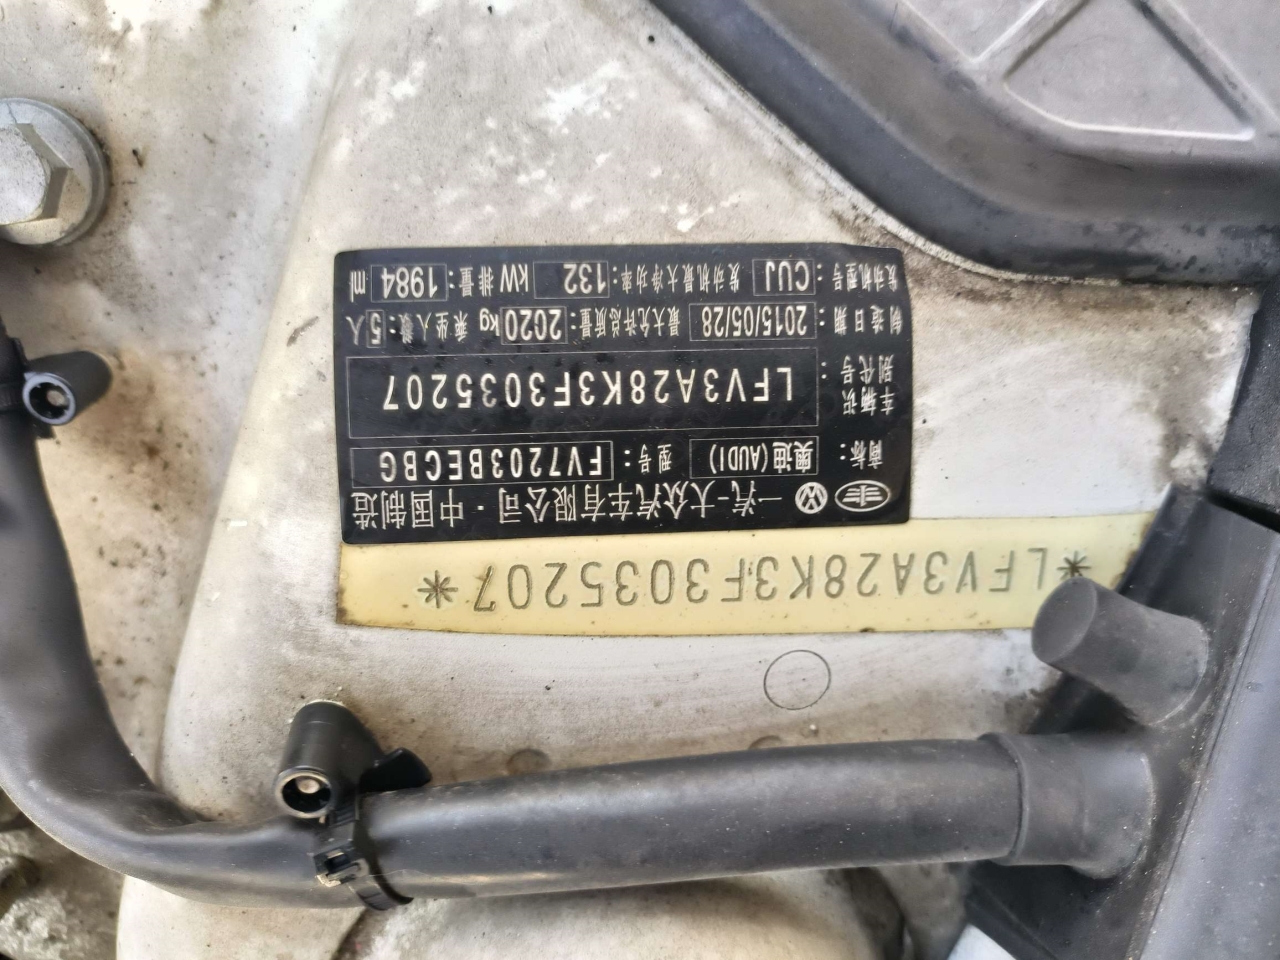 *LFV3A28K3F3035207*
一汽-大众汽车有限公司·中国制造
商标：奥迪(AUDI) 型号：FV7203BECBG
车辆识别代号：LFV3A28K3F3035207
制造日期：2015/05/28 最大允许总质量：2020kg 乘坐人数：5人
发动机型号：CUJ 发动机最大净功率：132 kW 排量：1984 ml